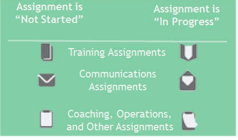 Assignment is
"Not Started"
Assignment is
"In Progress"
Training Assignments
Communications
Assignments
Coaching, Operations,
and Other Assignments